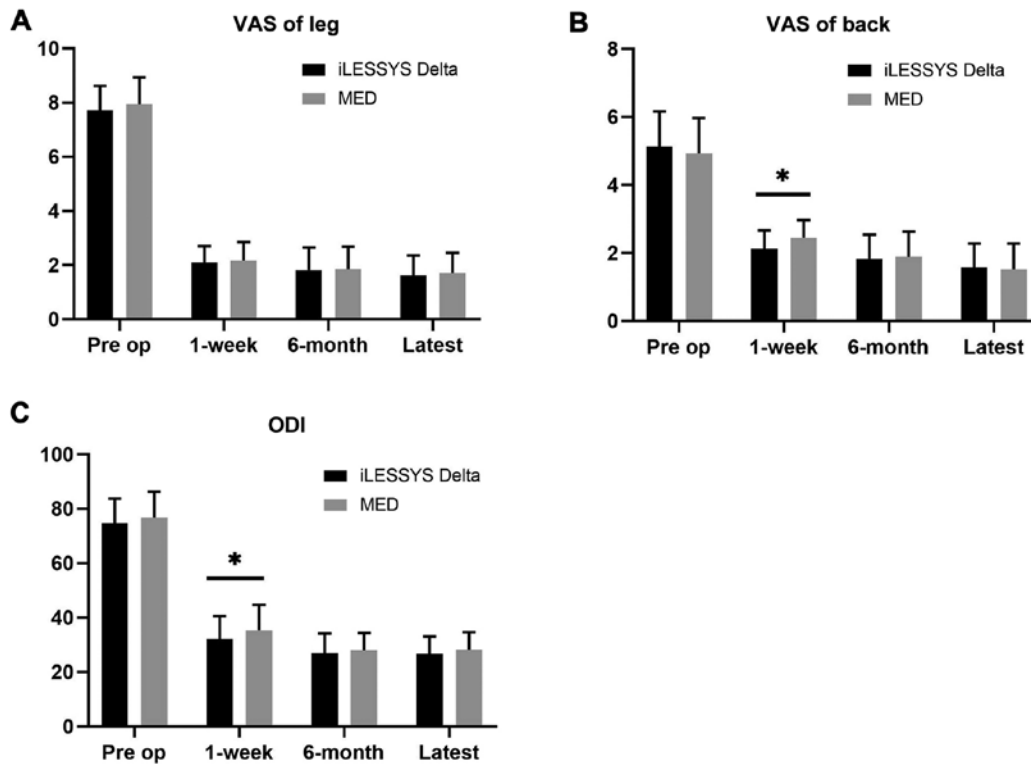 A
VAS of leg
10
8
6
4
2
0
iLESSYS Delta
MED
Pre op
1-week
6-month
Latest
B
VAS of back
8
6
4
2
0
iLESSYS Delta
MED
*
Pre op
1-week
6-month
Latest
C
ODI
100
80
60
40
20
0
iLESSYS Delta
MED
*
Pre op
1-week
6-month
Latest